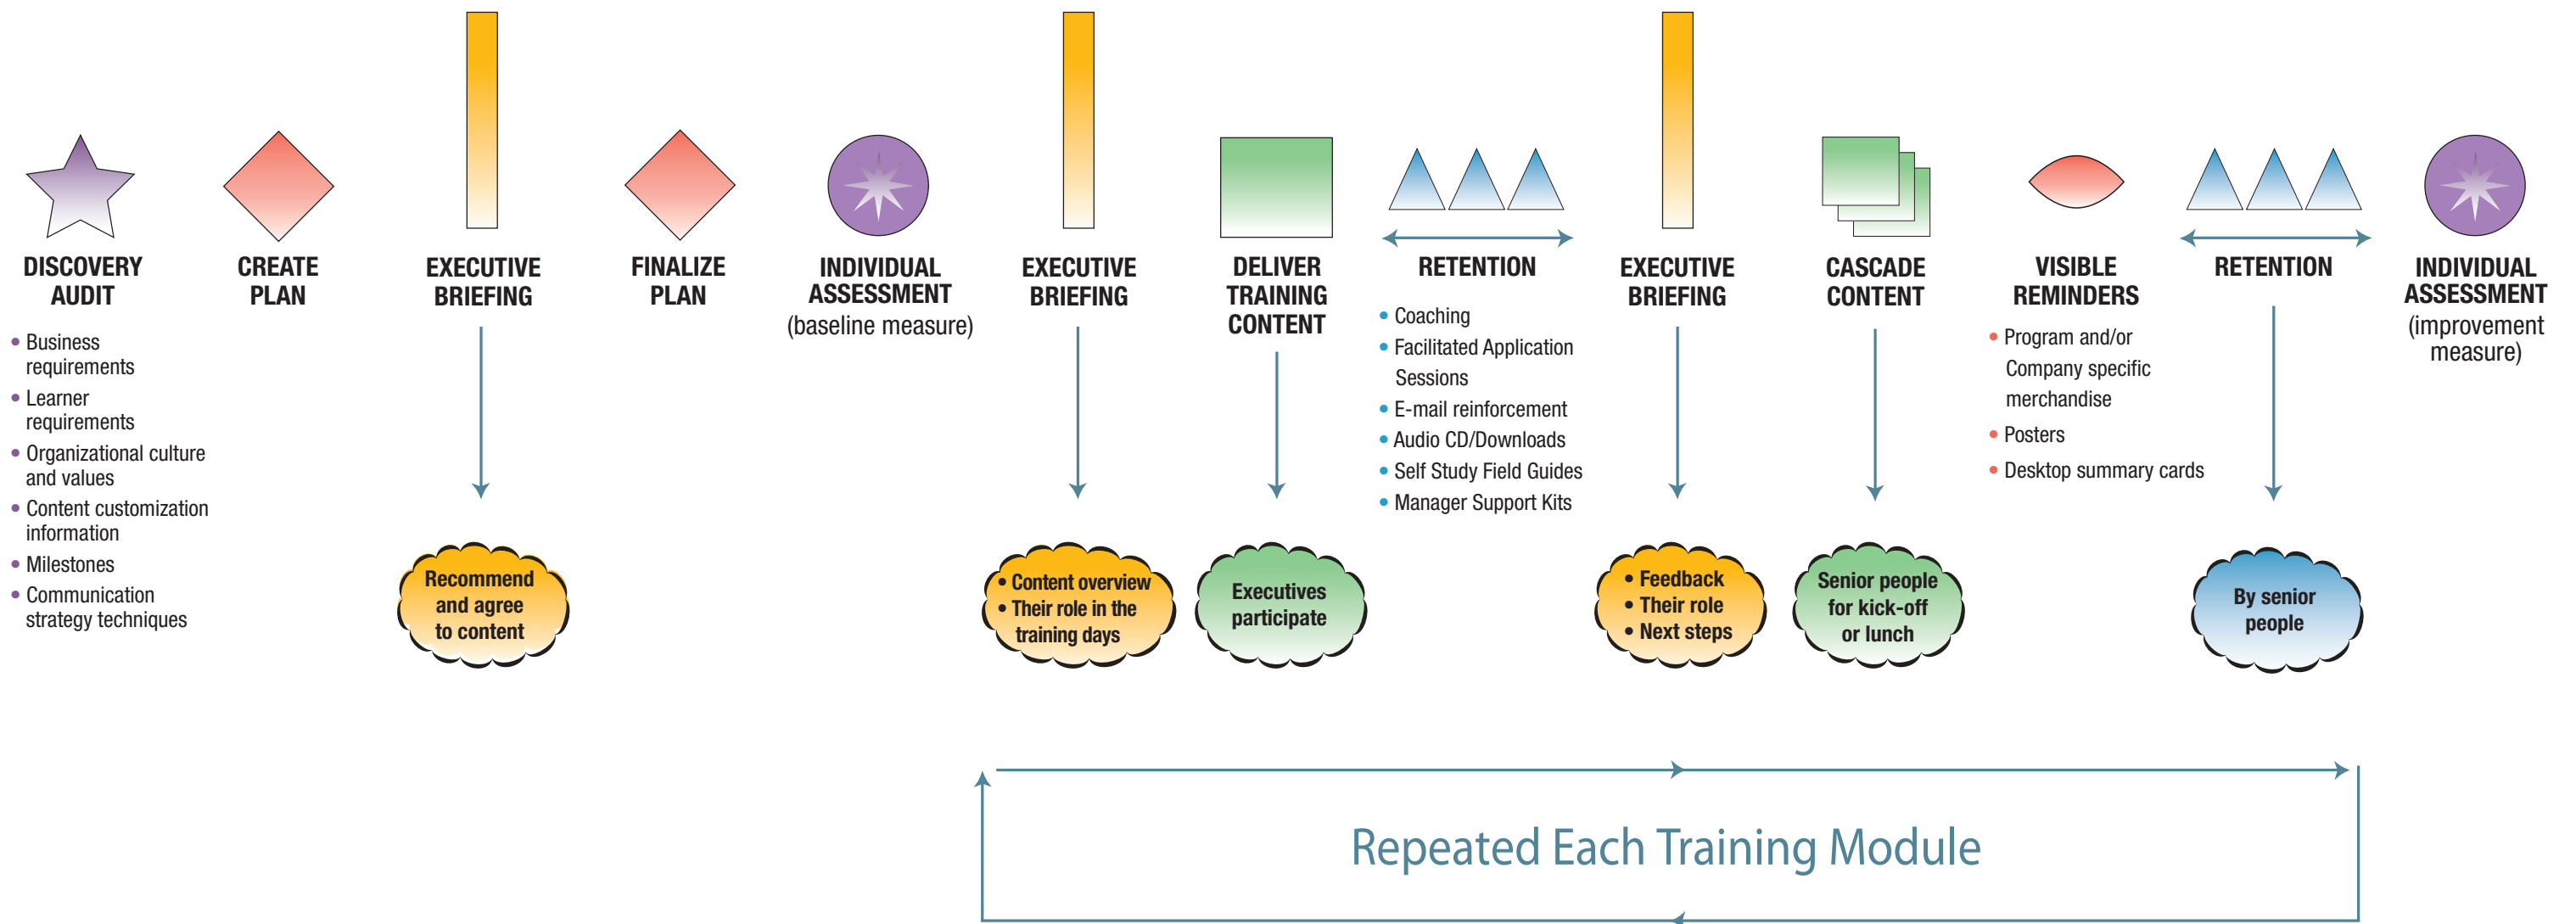 DISCOVERY
AUDIT
• Business
requirements
• Learner
requirements
• Organizational culture
and values
• Content customization
information
• Milestones
• Communication
strategy techniques
CREATE
PLAN
EXECUTIVE
BRIEFING
Recommend
and agree
to content
FINALIZE
PLAN
INDIVIDUAL
ASSESSMENT
(baseline measure)
EXECUTIVE
BRIEFING
• Content overview
• Their role in the
training days
DELIVER
TRAINING
CONTENT
Executives
participate
RETENTION
• Coaching
• Facilitated Application
Sessions
• E-mail reinforcement
• Audio CD/Downloads
• Self Study Field Guides
• Manager Support Kits
EXECUTIVE
BRIEFING
• Feedback
• Their role
• Next steps
CASCADE
CONTENT
Senior people
for kick-off
or lunch
VISIBLE
REMINDERS
• Program and/or
Company specific
merchandise
• Posters
• Desktop summary cards
RETENTION
By senior
people
INDIVIDUAL
ASSESSMENT
(improvement
measure)
Repeated Each Training Module